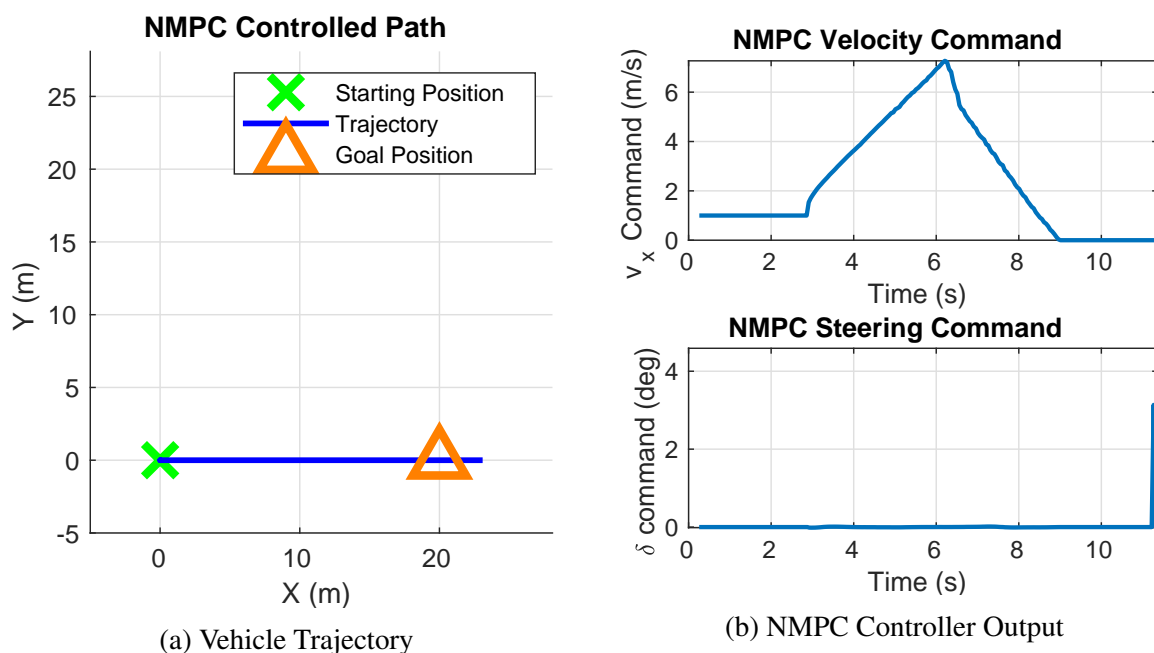 NMPC Controlled Path
25
20
15
10
5
0
-5
Y (m)
Starting Position
Trajectory
Goal Position
0 10 20
X (m)
(a) Vehicle Trajectory
NMPC Velocity Command
6
4
2
0
v_x Command (m/s)
0 2 4 6 8 10
Time (s)
NMPC Steering Command
4
2
0
δ command (deg)
0 2 4 6 8 10
Time (s)
(b) NMPC Controller Output